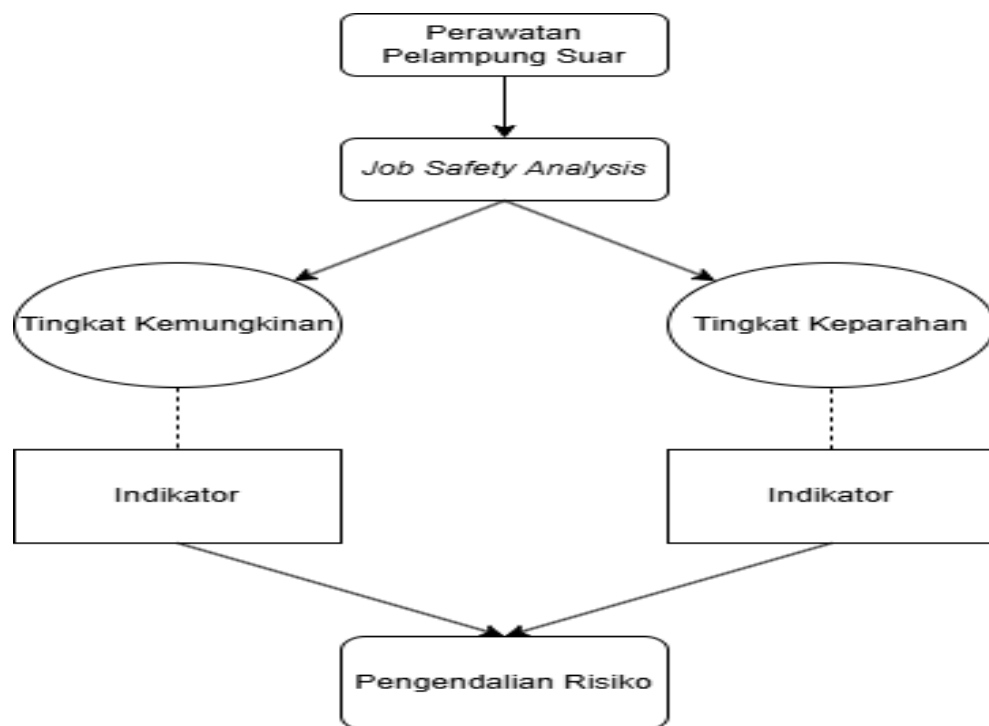 Perawatan
Pelampung Suar
Job Safety Analysis
Tingkat Kemungkinan
Tingkat Keparahan
Indikator
Indikator
Pengendalian Risiko